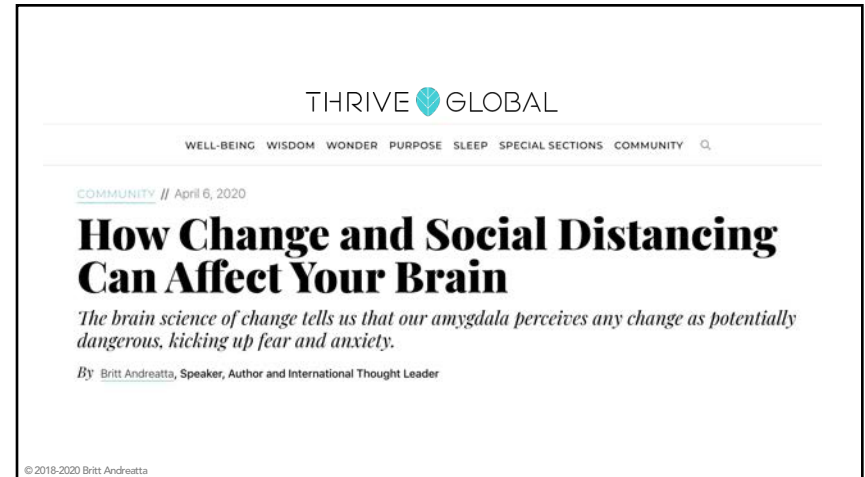 THRIVE GLOBAL
WELL-BEING WISDOM WONDER PURPOSE SLEEP SPECIAL SECTIONS COMMUNITY
COMMUNITY // April 6, 2020
How Change and Social Distancing
Can Affect Your Brain
The brain science of change tells us that our amygdala perceives any change as potentially
dangerous, kicking up fear and anxiety.
By Britt Andreatta, Speaker, Author and International Thought Leader
© 2018-2020 Britt Andreatta